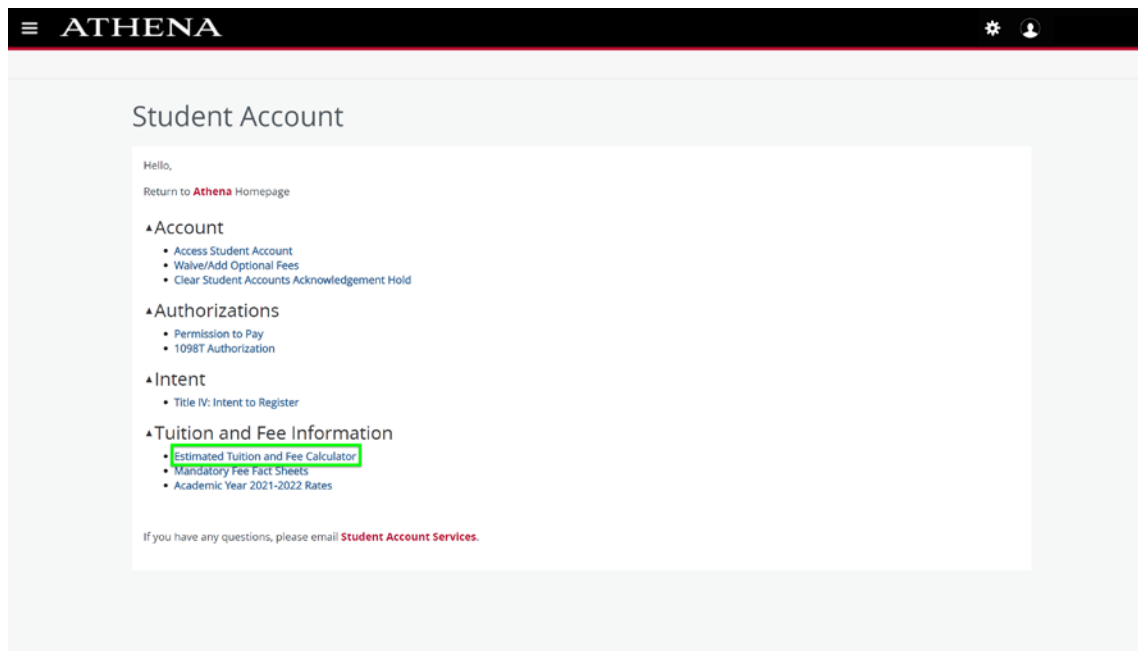 ATHENA
Student Account
Hello,
Return to Athena Homepage
Account
Access Student Account
Waive/Add Optional Fees
Clear Student Accounts Acknowledgement Hold
Authorizations
Permission to Pay
1098T Authorization
Intent
Title IV: Intent to Register
Tuition and Fee Information
Estimated Tuition and Fee Calculator
Mandatory Fee Fact Sheets
Academic Year 2021-2022 Rates
If you have any questions, please email Student Account Services.